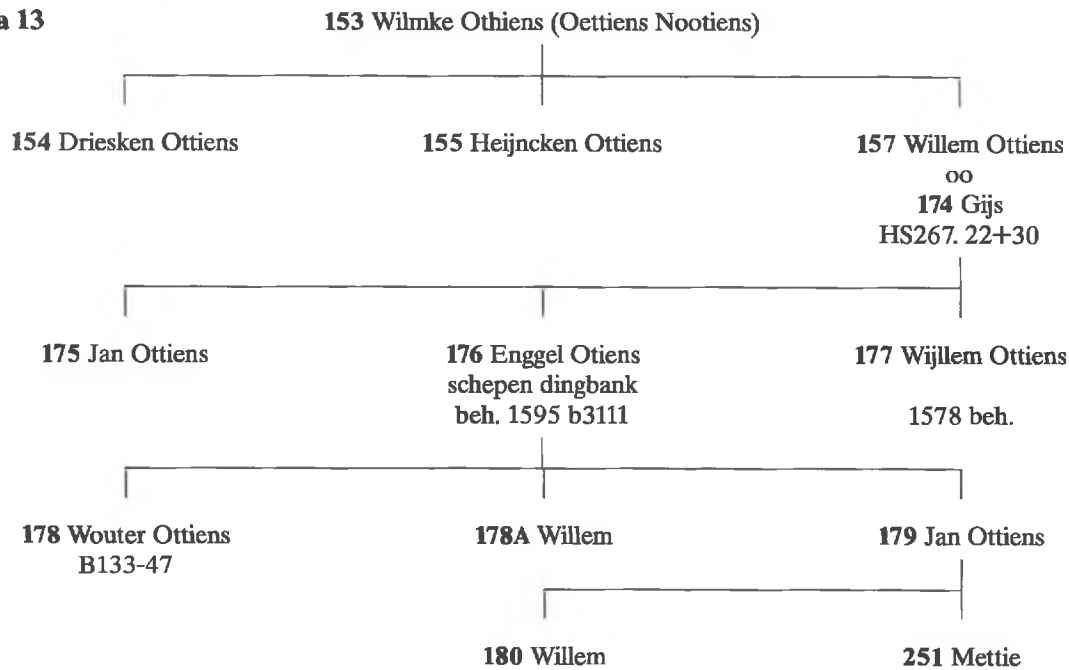 a 13
153 Wilmke Othiens (Oettiens Nootiens)
154 Driesken Ottiens
155 Heijncken Ottiens
157 Willem Ottiens
oo
174 Gijs
HS267. 22+30
175 Jan Ottiens
176 Enggel Otiens
schepen dingbank
beh. 1595 b3111
177 Wijllem Ottiens
1578 beh.
178 Wouter Ottiens
B133-47
178A Willem
179 Jan Ottiens
180 Willem
251 Mettie